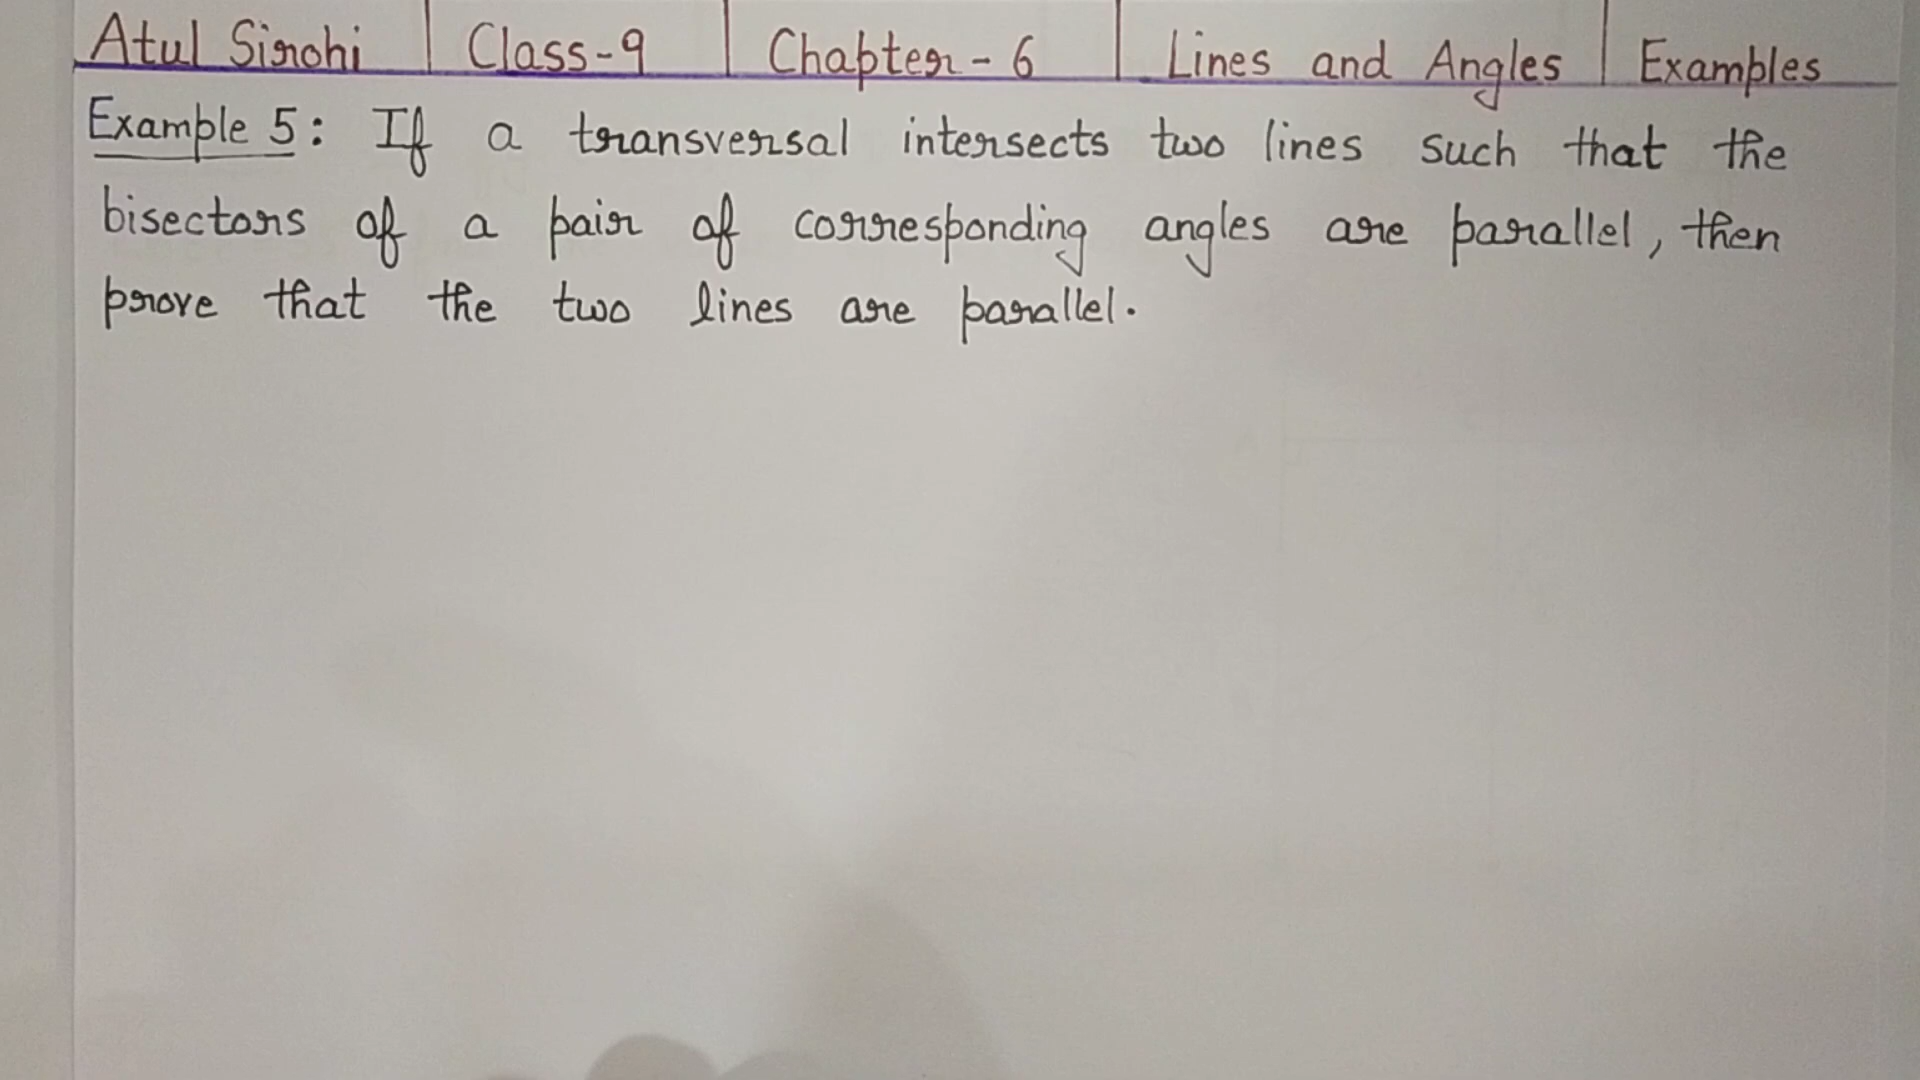 Atul Sirohi | Class-9 | Chapter-6 | Lines and Angles | Examples
Example 5: If a transversal intersects two lines such that the
bisectors of a pair of corresponding angles are parallel, then
prove that the two lines are parallel.